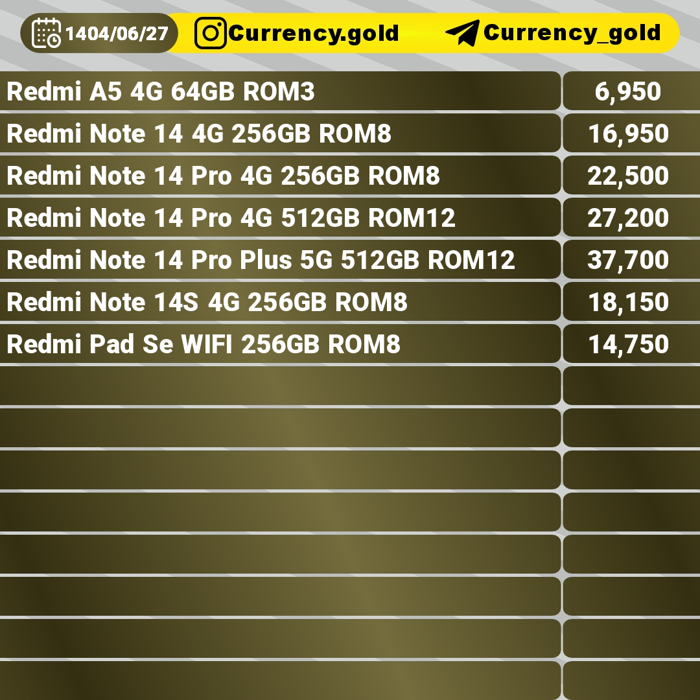 1404/06/27 Currency.gold Currency_gold
Redmi A5 4G 64GB ROM3 6,950
Redmi Note 14 4G 256GB ROM8 16,950
Redmi Note 14 Pro 4G 256GB ROM8 22,500
Redmi Note 14 Pro 4G 512GB ROM12 27,200
Redmi Note 14 Pro Plus 5G 512GB ROM12 37,700
Redmi Note 14S 4G 256GB ROM8 18,150
Redmi Pad Se WIFI 256GB ROM8 14,750